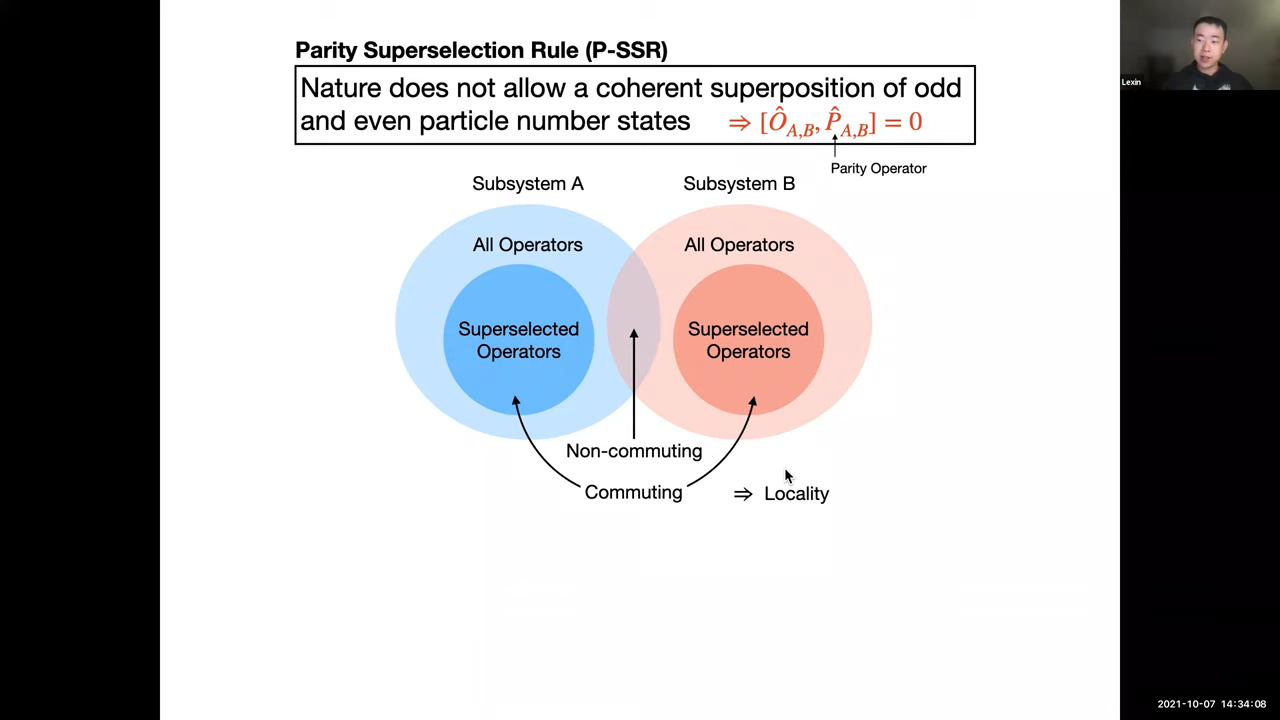 Parity Superselection Rule (P-SSR)
Nature does not allow a coherent superposition of odd
and even particle number states ⇒ [Ô_{A,B}, P̂_{A,B}] = 0
Parity Operator
Subsystem A
Subsystem B
All Operators
All Operators
Superselected
Operators
Superselected
Operators
Non-commuting
Commuting
⇒ Locality
Lexin
2021-10-07 14:34:08